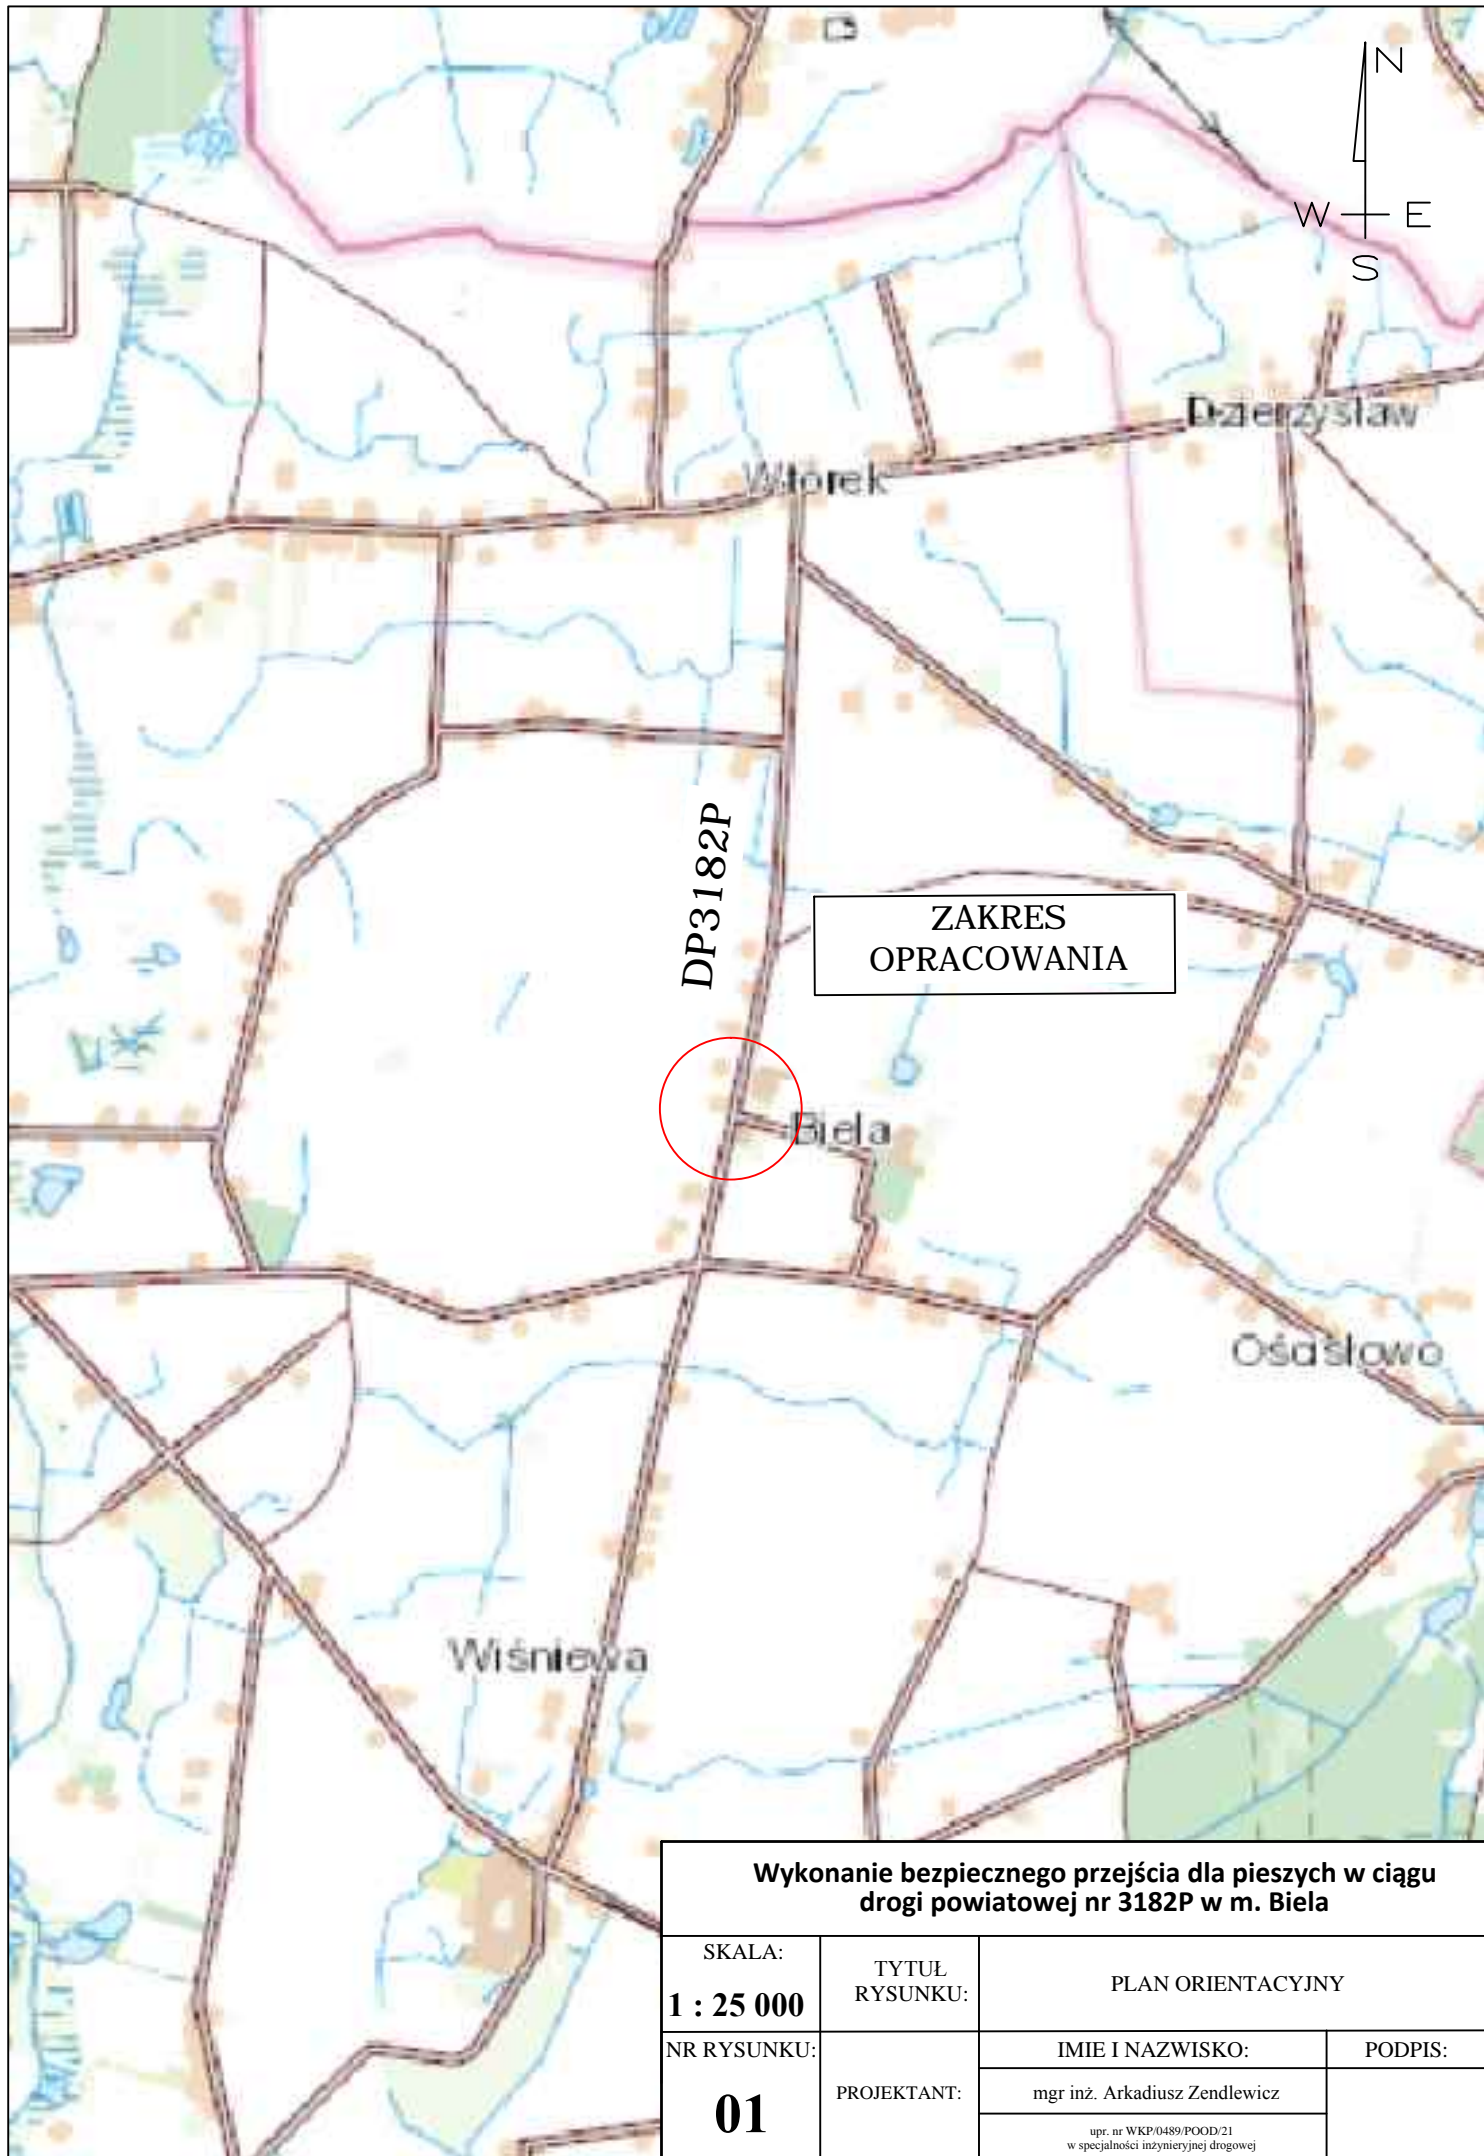 N
W E
S
Dzierzysław
Wtórek
DP3182P
ZAKRES
OPRACOWANIA
Biela
Ościsłowo
Wiśniewa
Wykonanie bezpiecznego przejścia dla pieszych w ciągu
drogi powiatowej nr 3182P w m. Biela
SKALA:
1 : 25 000
TYTUŁ
RYSUNKU:
PLAN ORIENTACYJNY
NR RYSUNKU:
01
PROJEKTANT:
IMIE I NAZWISKO:
PODPIS:
mgr inż. Arkadiusz Zendlewicz
upr. nr WKP/0489/POOD/21
w specjalności inżynieryjnej drogowej